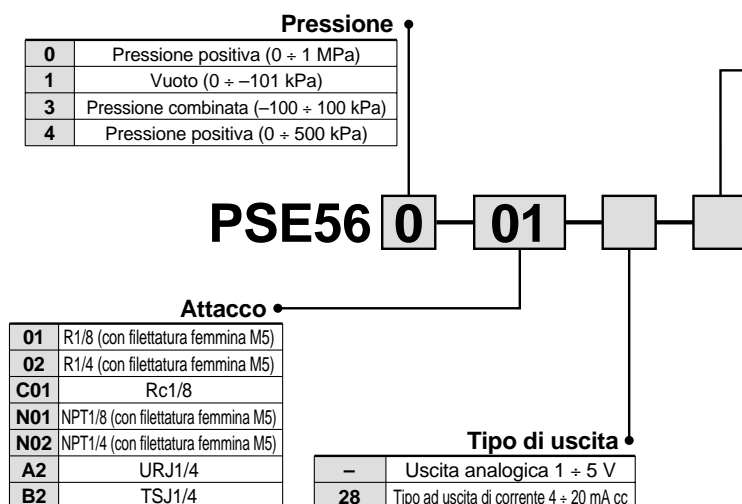 Pressione
0 Pressione positiva (0 ÷ 1 MPa)
1 Vuoto (0 ÷ –101 kPa)
3 Pressione combinata (–100 ÷ 100 kPa)
4 Pressione positiva (0 ÷ 500 kPa)
PSE56 0 — 01 — —
Attacco
01 R1/8 (con filettatura femmina M5)
02 R1/4 (con filettatura femmina M5)
C01 Rc1/8
N01 NPT1/8 (con filettatura femmina M5)
N02 NPT1/4 (con filettatura femmina M5)
A2 URJ1/4
B2 TSJ1/4
Tipo di uscita
– Uscita analogica 1 ÷ 5 V
28 Tipo ad uscita di corrente 4 ÷ 20 mA cc